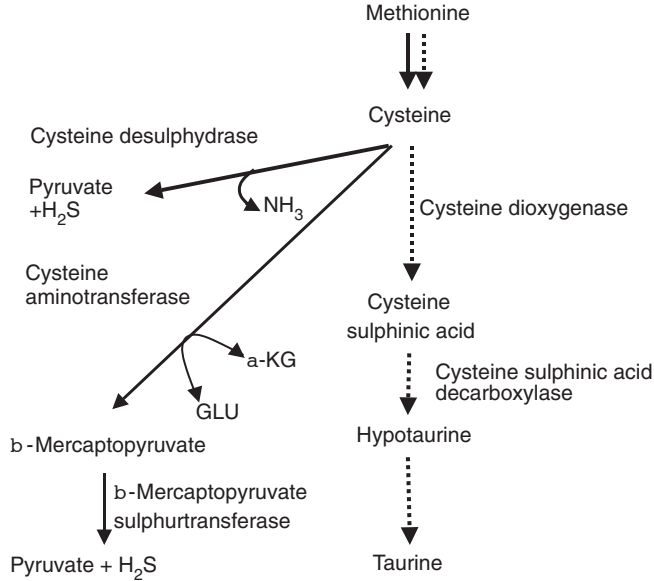 Methionine
Cysteine
Cysteine desulphydrase
Pyruvate
+H₂S
NH₃
Cysteine dioxygenase
Cysteine
aminotransferase
Cysteine
sulphinic acid
a-KG
GLU
Cysteine sulphinic acid
decarboxylase
b-Mercaptopyruvate
Hypotaurine
b-Mercaptopyruvate
sulphurtransferase
Pyruvate + H₂S
Taurine